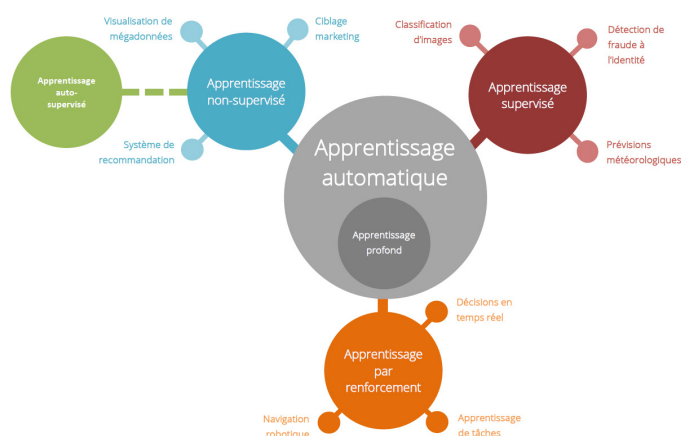 Visualisation de
mégadonnées
Ciblage
marketing
Apprentissage
auto-
supervisé
Apprentissage
non-supervisé
Système de
recommandation
Classification
d'images
Détection de
fraude à
l'identité
Apprentissage
supervisé
Prévisions
météorologiques
Apprentissage
automatique
Apprentissage
profond
Décisions en
temps réel
Apprentissage
par
renforcement
Navigation
robotique
Apprentissage
de tâches